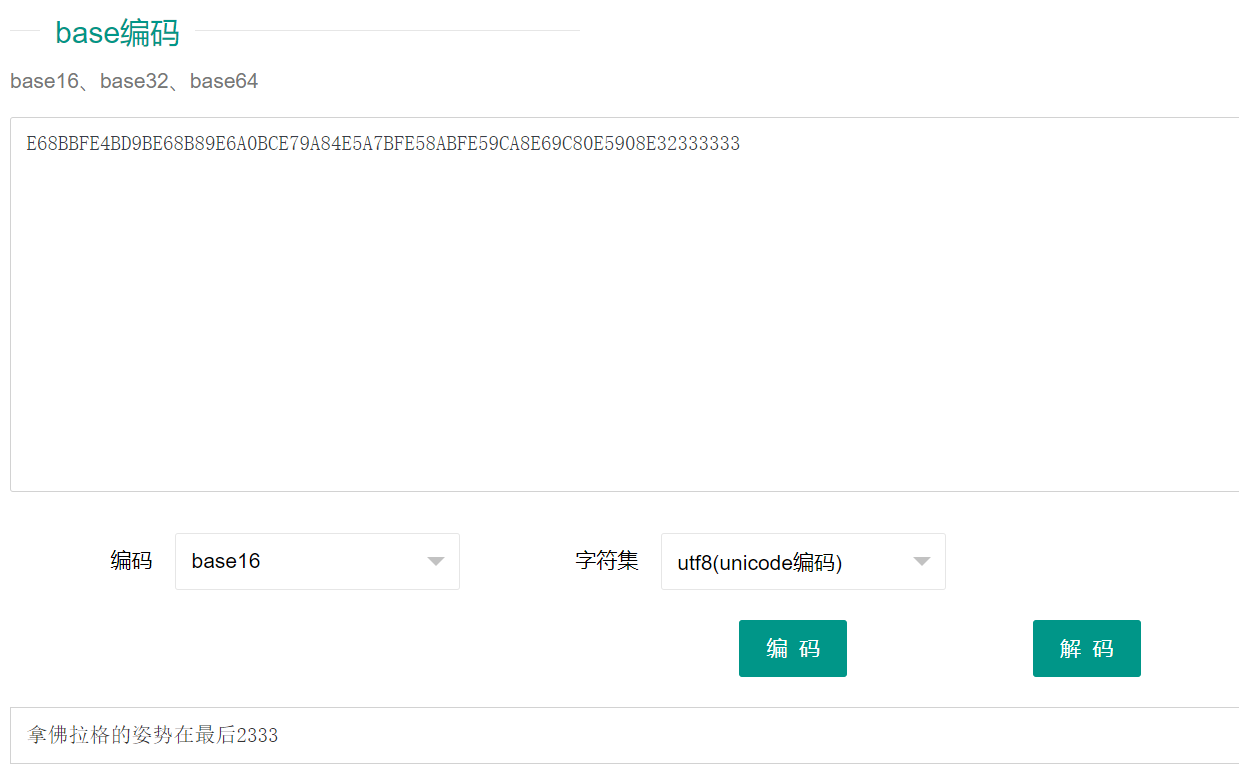 base编码
base16、base32、base64
E68BBFE4BD9BE68B89E6A0BCE79A84E5A7BFE58ABFE59CA8E69C80E5908E32333333
编码 base16 字符集 utf8(unicode编码)
编 码 解 码
拿佛拉格的姿势在最后2333